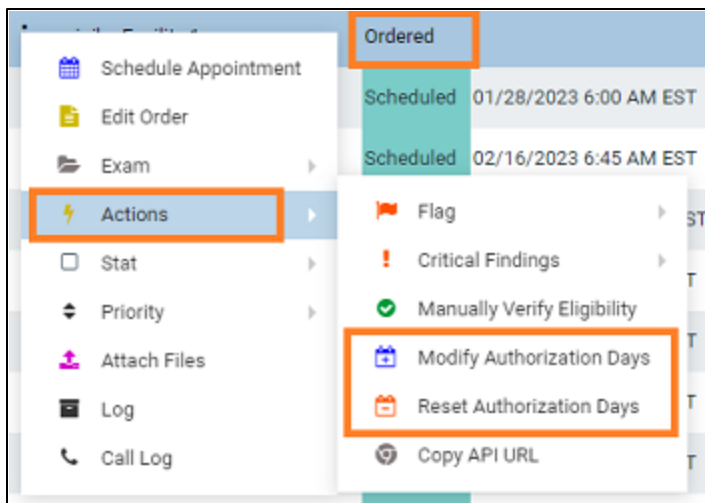 Ordered
Schedule Appointment
Scheduled 01/28/2023 6:00 AM EST
Edit Order
Scheduled 02/16/2023 6:45 AM EST
Exam
Actions
Flag
ST
Stat
Critical Findings
T
Priority
Manually Verify Eligibility
Attach Files
Modify Authorization Days
T
Log
Reset Authorization Days
T
Call Log
Copy API URL
T